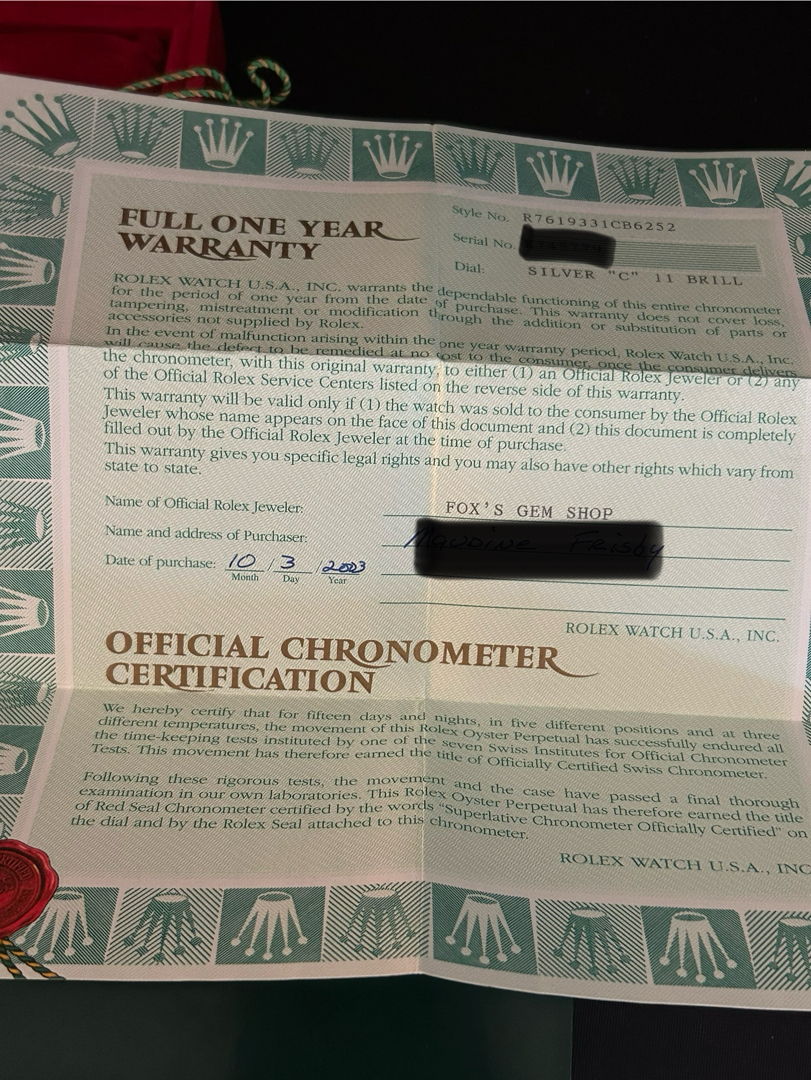 FULL ONE YEAR
WARRANTY
Style No. R7619331CB6252
Serial No.
Dial: SILVER "C" 11 BRILL
ROLEX WATCH U.S.A., INC. warrants the dependable functioning of this entire chronometer
for the period of one year from the date of purchase. This warranty does not cover loss,
tampering, mistreatment or modification through the addition or substitution of parts or
accessories not supplied by Rolex.
In the event of malfunction arising within the one year warranty period, Rolex Watch U.S.A., Inc.
will cause the defect to be remedied at no cost to the consumer, once the consumer delivers
the chronometer, with this original warranty, to either (1) an Official Rolex Jeweler or (2) any
of the Official Rolex Service Centers listed on the reverse side of this warranty.
This warranty will be valid only if (1) the watch was sold to the consumer by the Official Rolex
Jeweler whose name appears on the face of this document and (2) this document is completely
filled out by the Official Rolex Jeweler at the time of purchase.
This warranty gives you specific legal rights and you may also have other rights which vary from
state to state.
Name of Official Rolex Jeweler: FOX'S GEM SHOP
Name and address of Purchaser:
Date of purchase: 10 / 3 / 2003
Month Day Year
ROLEX WATCH U.S.A., INC.
OFFICIAL CHRONOMETER
CERTIFICATION
We hereby certify that for fifteen days and nights, in five different positions and at three
different temperatures, the movement of this Rolex Oyster Perpetual has successfully endured all
the time-keeping tests instituted by one of the seven Swiss Institutes for Official Chronometer
Tests. This movement has therefore earned the title of Officially Certified Swiss Chronometer.
Following these rigorous tests, the movement and the case have passed a final thorough
examination in our own laboratories. This Rolex Oyster Perpetual has therefore earned the title
of Red Seal Chronometer certified by the words "Superlative Chronometer Officially Certified" on
the dial and by the Rolex Seal attached to this chronometer.
ROLEX WATCH U.S.A., INC